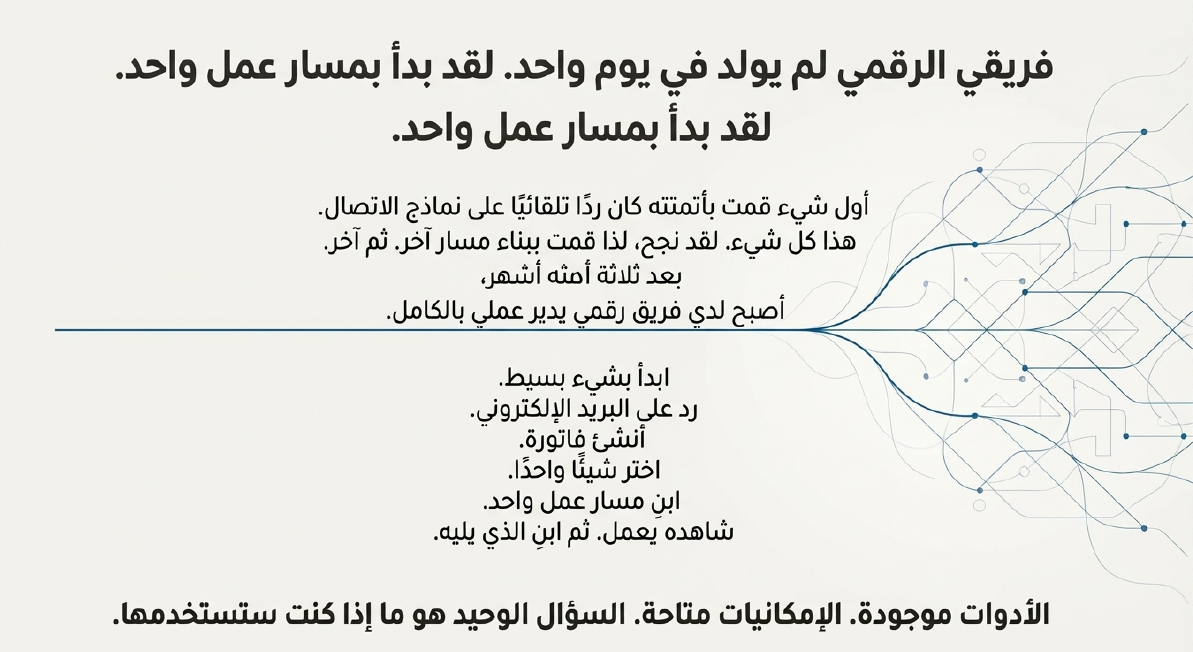 فريقي الرقمي لم يولد في يوم واحد. لقد بدأ بمسار عمل واحد.
لقد بدأ بمسار عمل واحد.
أول شيء قمت بأتمتته كان ردًا تلقائيًا على نماذج الاتصال.
هذا كل شيء. لقد نجح، لذا قمت ببناء مسار آخر. ثم آخر.
بعد ثلاثة أمثه أشهر،
أصبح لدي فريق رقمي يدير عملي بالكامل.
ابدأ بشيء بسيط.
رد على البريد الإلكتروني.
أنشئ فاتورة.
اختر شيئًا واحدًا.
ابنِ مسار عمل واحد.
شاهده يعمل. ثم ابنِ الذي يليه.
الأدوات موجودة. الإمكانيات متاحة. السؤال الوحيد هو ما إذا كنت ستستخدمها.